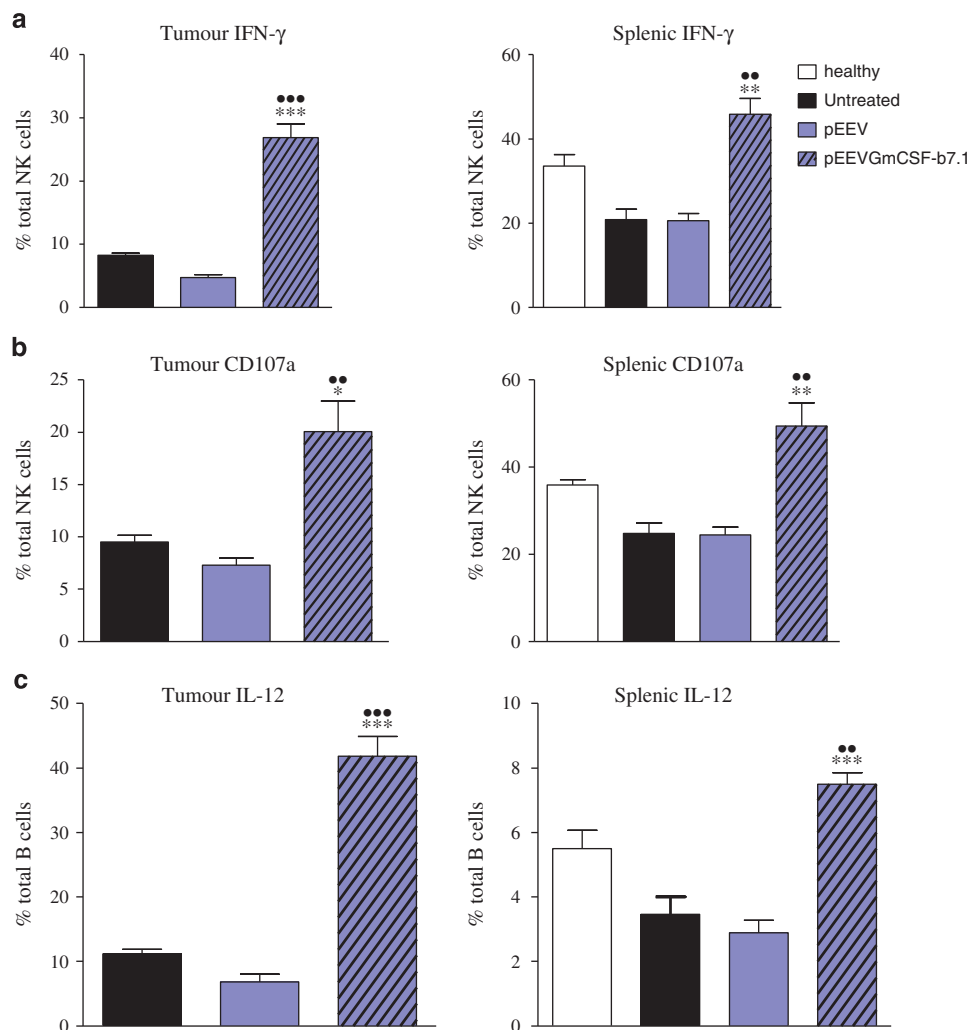 a
Tumour IFN-γ
% total NK cells
40
30
20
10
0
●●●
***
Splenic IFN-γ
% total NK cells
60
40
20
0
●●
**
healthy
Untreated
pEEV
pEEVGmCSF-b7.1
b
Tumour CD107a
% total NK cells
25
20
15
10
5
0
●●
*
Splenic CD107a
% total NK cells
60
40
20
0
●●
**
c
Tumour IL-12
% total B cells
50
40
30
20
10
0
●●●
***
Splenic IL-12
% total B cells
10
8
6
4
2
0
●●
***